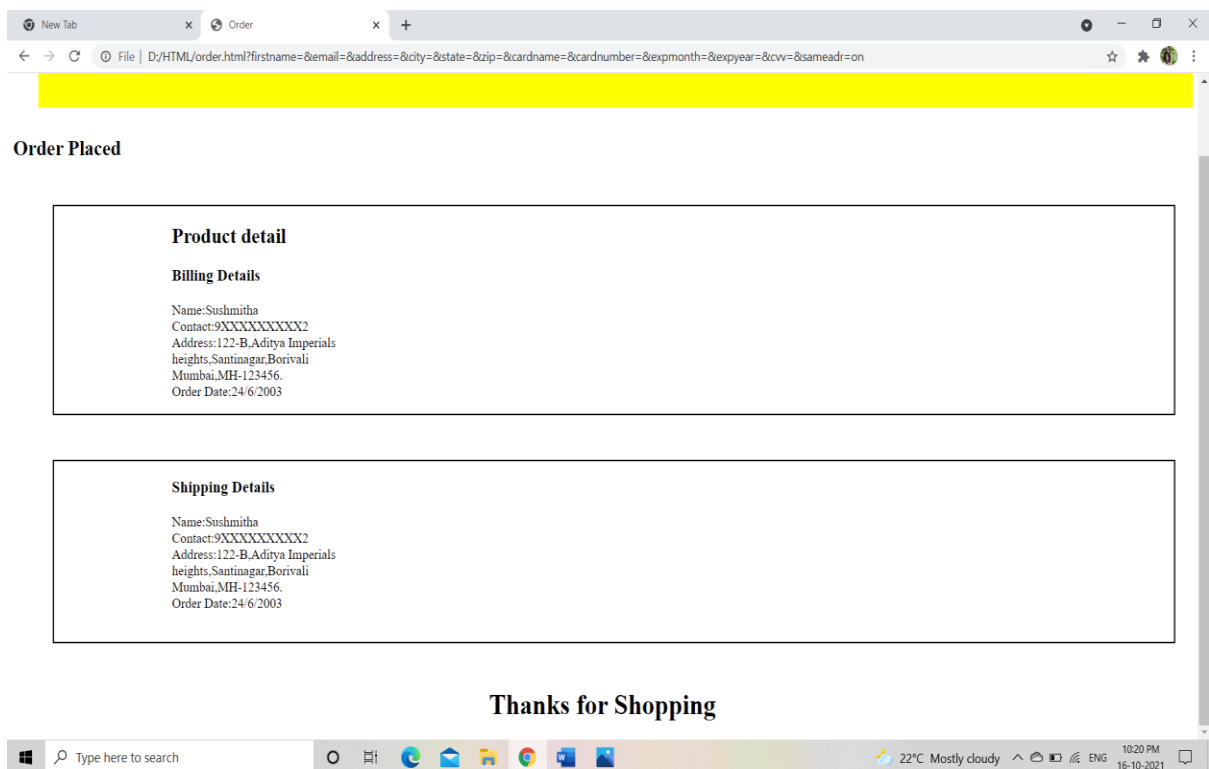 New Tab
Order
File | D:/HTML/order.html?firstname=&email=&address=&city=&state=&zip=&cardname=&cardnumber=&expmonth=&expyear=&cvv=&sameadr=on
Order Placed
Product detail
Billing Details
Name:Sushmitha
Contact:9XXXXXXXXX2
Address:122-B,Aditya Imperials
heights,Santinagar,Borivali
Mumbai,MH-123456.
Order Date:24/6/2003
Shipping Details
Name:Sushmitha
Contact:9XXXXXXXXX2
Address:122-B,Aditya Imperials
heights,Santinagar,Borivali
Mumbai,MH-123456.
Order Date:24/6/2003
Thanks for Shopping
Type here to search
22°C Mostly cloudy
ENG
10:20 PM
16-10-2021